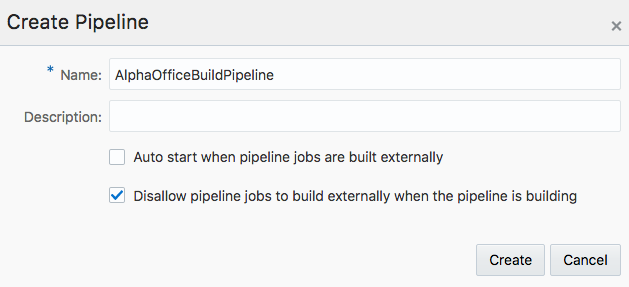 Create Pipeline
* Name: AlphaOfficeBuildPipeline
Description:
Auto start when pipeline jobs are built externally
Disallow pipeline jobs to build externally when the pipeline is building
Create Cancel